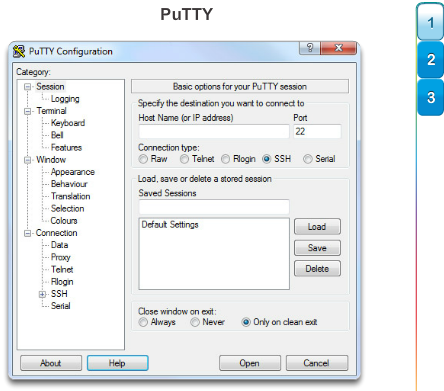 PuTTY
1
2
3
PuTTY Configuration
?
Category:
Session
Logging
Terminal
Keyboard
Bell
Features
Window
Appearance
Behaviour
Translation
Selection
Colours
Connection
Data
Proxy
Telnet
Rlogin
SSH
Serial
Basic options for your PuTTY session
Specify the destination you want to connect to
Host Name (or IP address) Port
22
Connection type:
Raw Telnet Rlogin SSH Serial
Load, save or delete a stored session
Saved Sessions
Default Settings
Load
Save
Delete
Close window on exit:
Always Never Only on clean exit
About Help Open Cancel